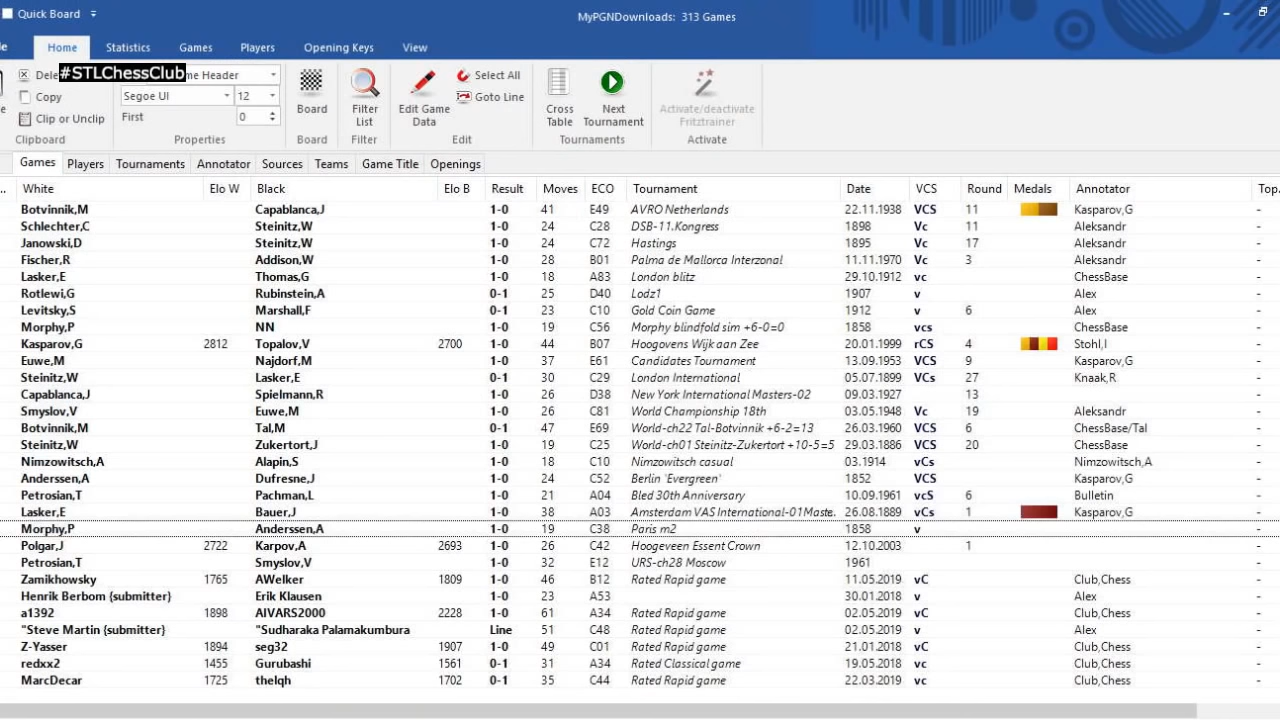 Quick Board
MyPGNDownloads: 313 Games
Home Statistics Games Players Opening Keys View
#STLChessClub
Dele
me Header
Select All
Copy
Segoe UI 12
Board Filter List Edit Game Data Goto Line Cross Table Next Tournament Activate/deactivate Fritztrainer
Clip or Unclip First 0
Clipboard Properties Board Filter Edit Tournaments Activate
Games Players Tournaments Annotator Sources Teams Game Title Openings
... White Elo W Black Elo B Result Moves ECO Tournament Date VCS Round Medals Annotator Top
Botvinnik,M Capablanca,J 1-0 41 E49 AVRO Netherlands 22.11.1938 VCS 11 Kasparov,G -
Schlechter,C Steinitz,W 1-0 24 C28 DSB-11.Kongress 1898 Vc 11 Aleksandr -
Janowski,D Steinitz,W 1-0 24 C72 Hastings 1895 Vc 17 Aleksandr -
Fischer,R Addison,W 1-0 28 B01 Palma de Mallorca Interzonal 11.11.1970 Vc 3 Aleksandr -
Lasker,E Thomas,G 1-0 18 A83 London blitz 29.10.1912 vc ChessBase -
Rotlewi,G Rubinstein,A 0-1 25 D40 Lodz1 1907 v Alex -
Levitsky,S Marshall,F 0-1 23 C10 Gold Coin Game 1912 v 6 Alex -
Morphy,P NN 1-0 19 C56 Morphy blindfold sim +6-0=0 1858 vcs ChessBase -
Kasparov,G 2812 Topalov,V 2700 1-0 44 B07 Hoogovens Wijk aan Zee 20.01.1999 rCS 4 Stohl,I -
Euwe,M Najdorf,M 1-0 37 E61 Candidates Tournament 13.09.1953 VCS 9 Kasparov,G -
Steinitz,W Lasker,E 0-1 30 C29 London International 05.07.1899 VCs 27 Knaak,R -
Capablanca,J Spielmann,R 1-0 26 D38 New York International Masters-02 09.03.1927 13 -
Smyslov,V Euwe,M 1-0 26 C81 World Championship 18th 03.05.1948 Vc 19 Aleksandr -
Botvinnik,M Tal,M 0-1 47 E69 World-ch22 Tal-Botvinnik +6-2=13 26.03.1960 VCS 6 ChessBase/Tal -
Steinitz,W Zukertort,J 1-0 19 C25 World-ch01 Steinitz-Zukertort +10-5=5 29.03.1886 VCS 20 ChessBase -
Nimzowitsch,A Alapin,S 1-0 18 C10 Nimzowitsch casual 03.1914 vCs Nimzowitsch,A -
Anderssen,A Dufresne,J 1-0 24 C52 Berlin 'Evergreen' 1852 VCS Kasparov,G -
Petrosian,T Pachman,L 1-0 21 A04 Bled 30th Anniversary 10.09.1961 vcS 6 Bulletin -
Lasker,E Bauer,J 1-0 38 A03 Amsterdam VAS International-01Maste. 26.08.1889 vCs 1 Kasparov,G -
Morphy,P Anderssen,A 1-0 19 C38 Paris m2 1858 v -
Polgar,J 2722 Karpov,A 2693 1-0 26 C42 Hoogeveen Essent Crown 12.10.2003 1 -
Petrosian,T Smyslov,V 1-0 32 E12 URS-ch28 Moscow 1961 -
Zamikhowsky 1765 AWelker 1809 1-0 46 B12 Rated Rapid game 11.05.2019 vC Club,Chess -
Henrik Berbom {submitter} Erik Klausen 1-0 23 A53 30.01.2018 v Alex -
a1392 1898 AIVARS2000 2228 1-0 61 A34 Rated Rapid game 02.05.2019 vC Club,Chess -
"Steve Martin {submitter} "Sudharaka Palamakumbura Line 51 C48 Rated Rapid game 02.05.2019 v Alex -
Z-Yasser 1894 seg32 1907 1-0 49 C01 Rated Rapid game 21.01.2018 vC Club,Chess -
redxx2 1455 Gurubashi 1561 0-1 31 A34 Rated Classical game 19.05.2018 vc Club,Chess -
MarcDecar 1725 thelqh 1702 0-1 35 C44 Rated Rapid game 22.03.2019 vc Club,Chess -